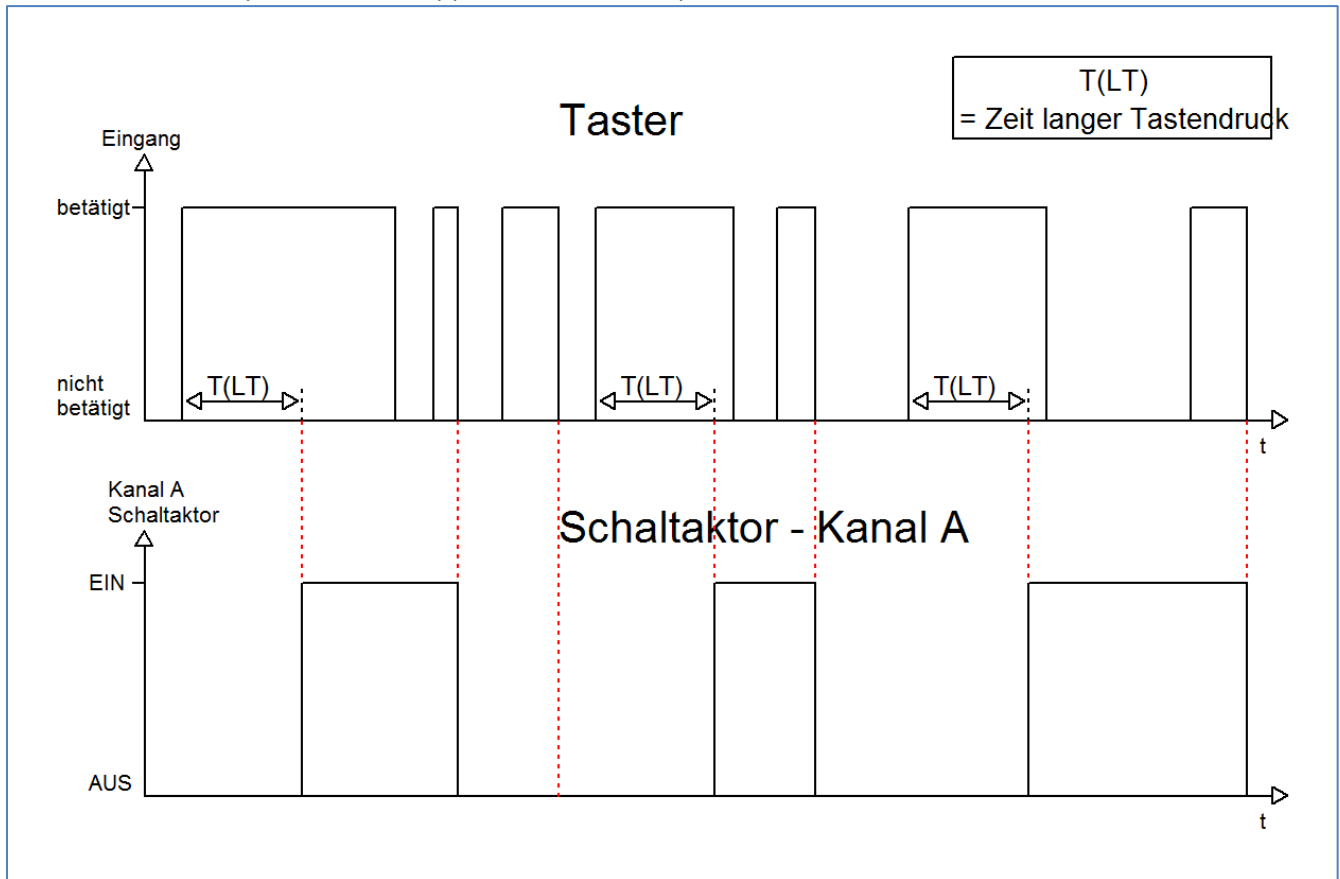 T(LT)
= Zeit langer Tastendruck
Taster
Eingang
betätigt
nicht
betätigt
T(LT)
T(LT)
T(LT)
t
Kanal A
Schaltaktor
Schaltaktor - Kanal A
EIN
AUS
t